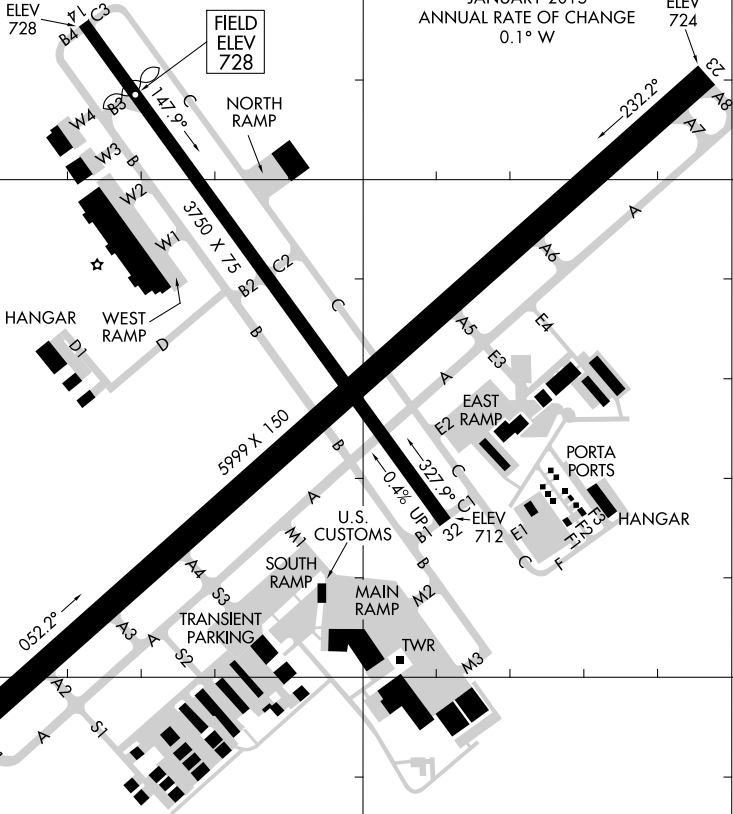 JANUARY 2015
ANNUAL RATE OF CHANGE
0.1° W
ELEV
728
14
C3
B4
FIELD
ELEV
728
ELEV
724
23
A8
A7
232.2°
147.9°
C
B3
W4
W3
B
W2
W1
NORTH
RAMP
3750 X 75
A
A6
C2
B2
C
B
HANGAR
WEST
RAMP
D1
D
A5
E4
E3
A
EAST
RAMP
E2
5999 X 150
B
C
327.9°
0.4% UP
C1
PORTA
PORTS
A
U.S.
CUSTOMS
M1
B1
32
ELEV
712
E1
F3
F2
F1
HANGAR
C
F
B
SOUTH
RAMP
MAIN
RAMP
M2
A4
S3
052.2°
TRANSIENT
PARKING
A3
A
S2
TWR
M3
A2
S1
A